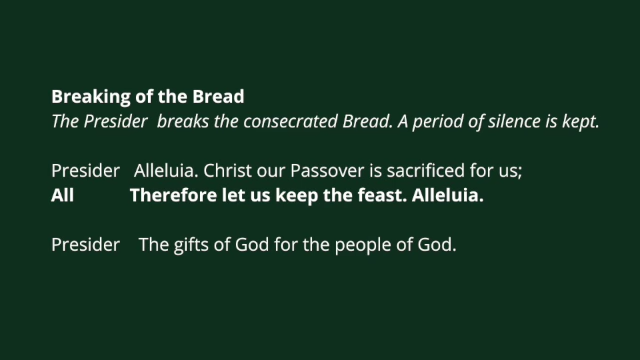 Breaking of the Bread
The Presider breaks the consecrated Bread. A period of silence is kept.
Presider Alleluia. Christ our Passover is sacrificed for us;
All Therefore let us keep the feast. Alleluia.
Presider The gifts of God for the people of God.